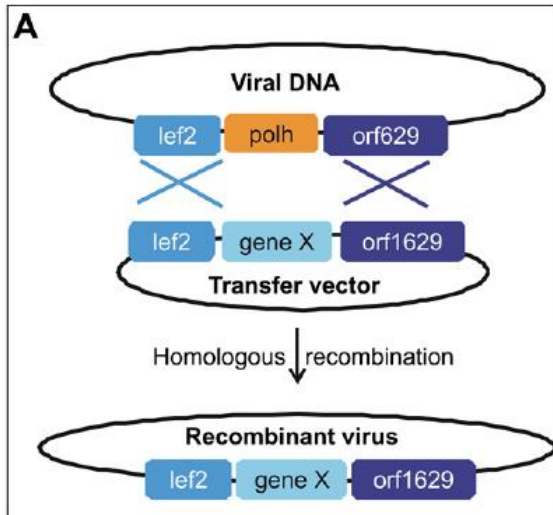 A
Viral DNA
lef2 polh orf629
lef2 gene X orf1629
Transfer vector
Homologous recombination
Recombinant virus
lef2 gene X orf1629